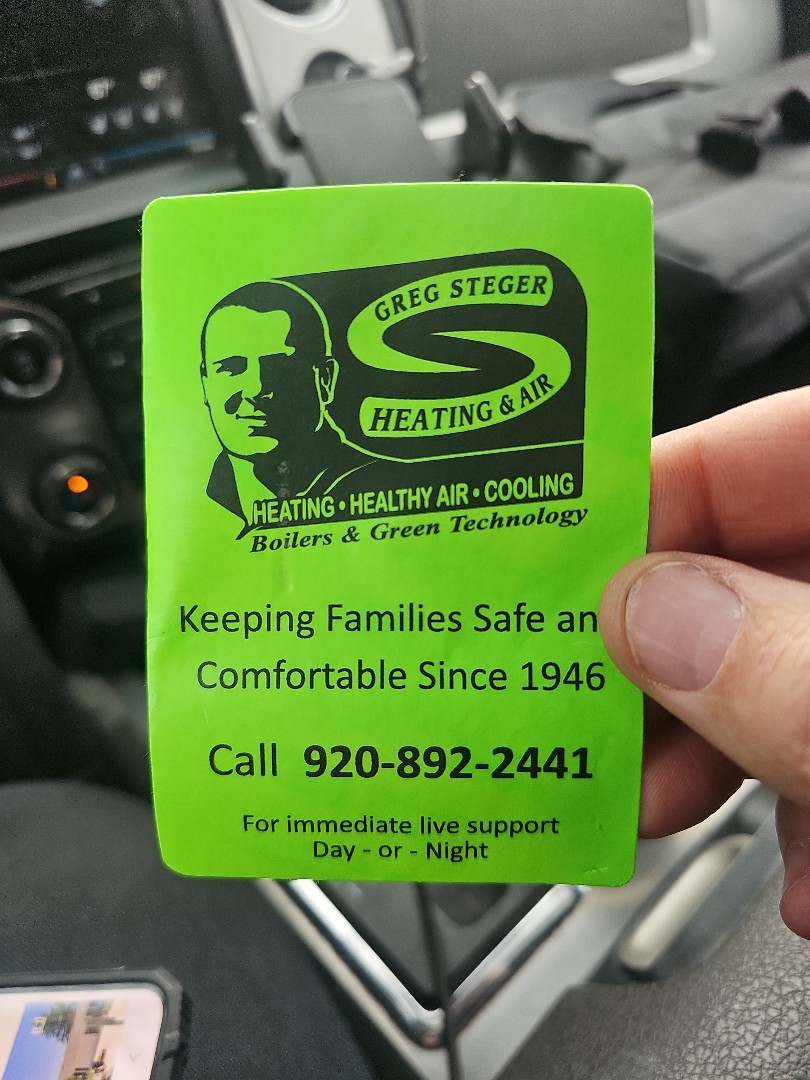 GREG STEGER
HEATING & AIR
HEATING • HEALTHY AIR • COOLING
Boilers & Green Technology
Keeping Families Safe an
Comfortable Since 1946
Call 920-892-2441
For immediate live support
Day - or - Night